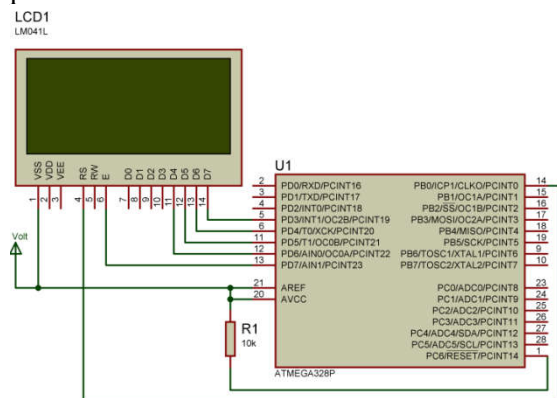 LCD1
LM041L
VSS
VDD
VEE
RS
RW
E
D0
D1
D2
D3
D4
D5
D6
D7
1
2
3
4
5
6
7
8
9
10
11
12
13
14
Volt
U1
2 PD0/RXD/PCINT16 PB0/ICP1/CLKO/PCINT0 14
3 PD1/TXD/PCINT17 PB1/OC1A/PCINT1 15
4 PD2/INT0/PCINT18 PB2/SS/OC1B/PCINT2 16
5 PD3/INT1/OC2B/PCINT19 PB3/MOSI/OC2A/PCINT3 17
6 PD4/T0/XCK/PCINT20 PB4/MISO/PCINT4 18
11 PD5/T1/OC0B/PCINT21 PB5/SCK/PCINT5 19
12 PD6/AIN0/OC0A/PCINT22 PB6/TOSC1/XTAL1/PCINT6 9
13 PD7/AIN1/PCINT23 PB7/TOSC2/XTAL2/PCINT7 10
21 AREF PC0/ADC0/PCINT8 23
20 AVCC PC1/ADC1/PCINT9 24
PC2/ADC2/PCINT10 25
PC3/ADC3/PCINT11 26
PC4/ADC4/SDA/PCINT12 27
PC5/ADC5/SCL/PCINT13 28
PC6/RESET/PCINT14 1
R1
10k
ATMEGA328P